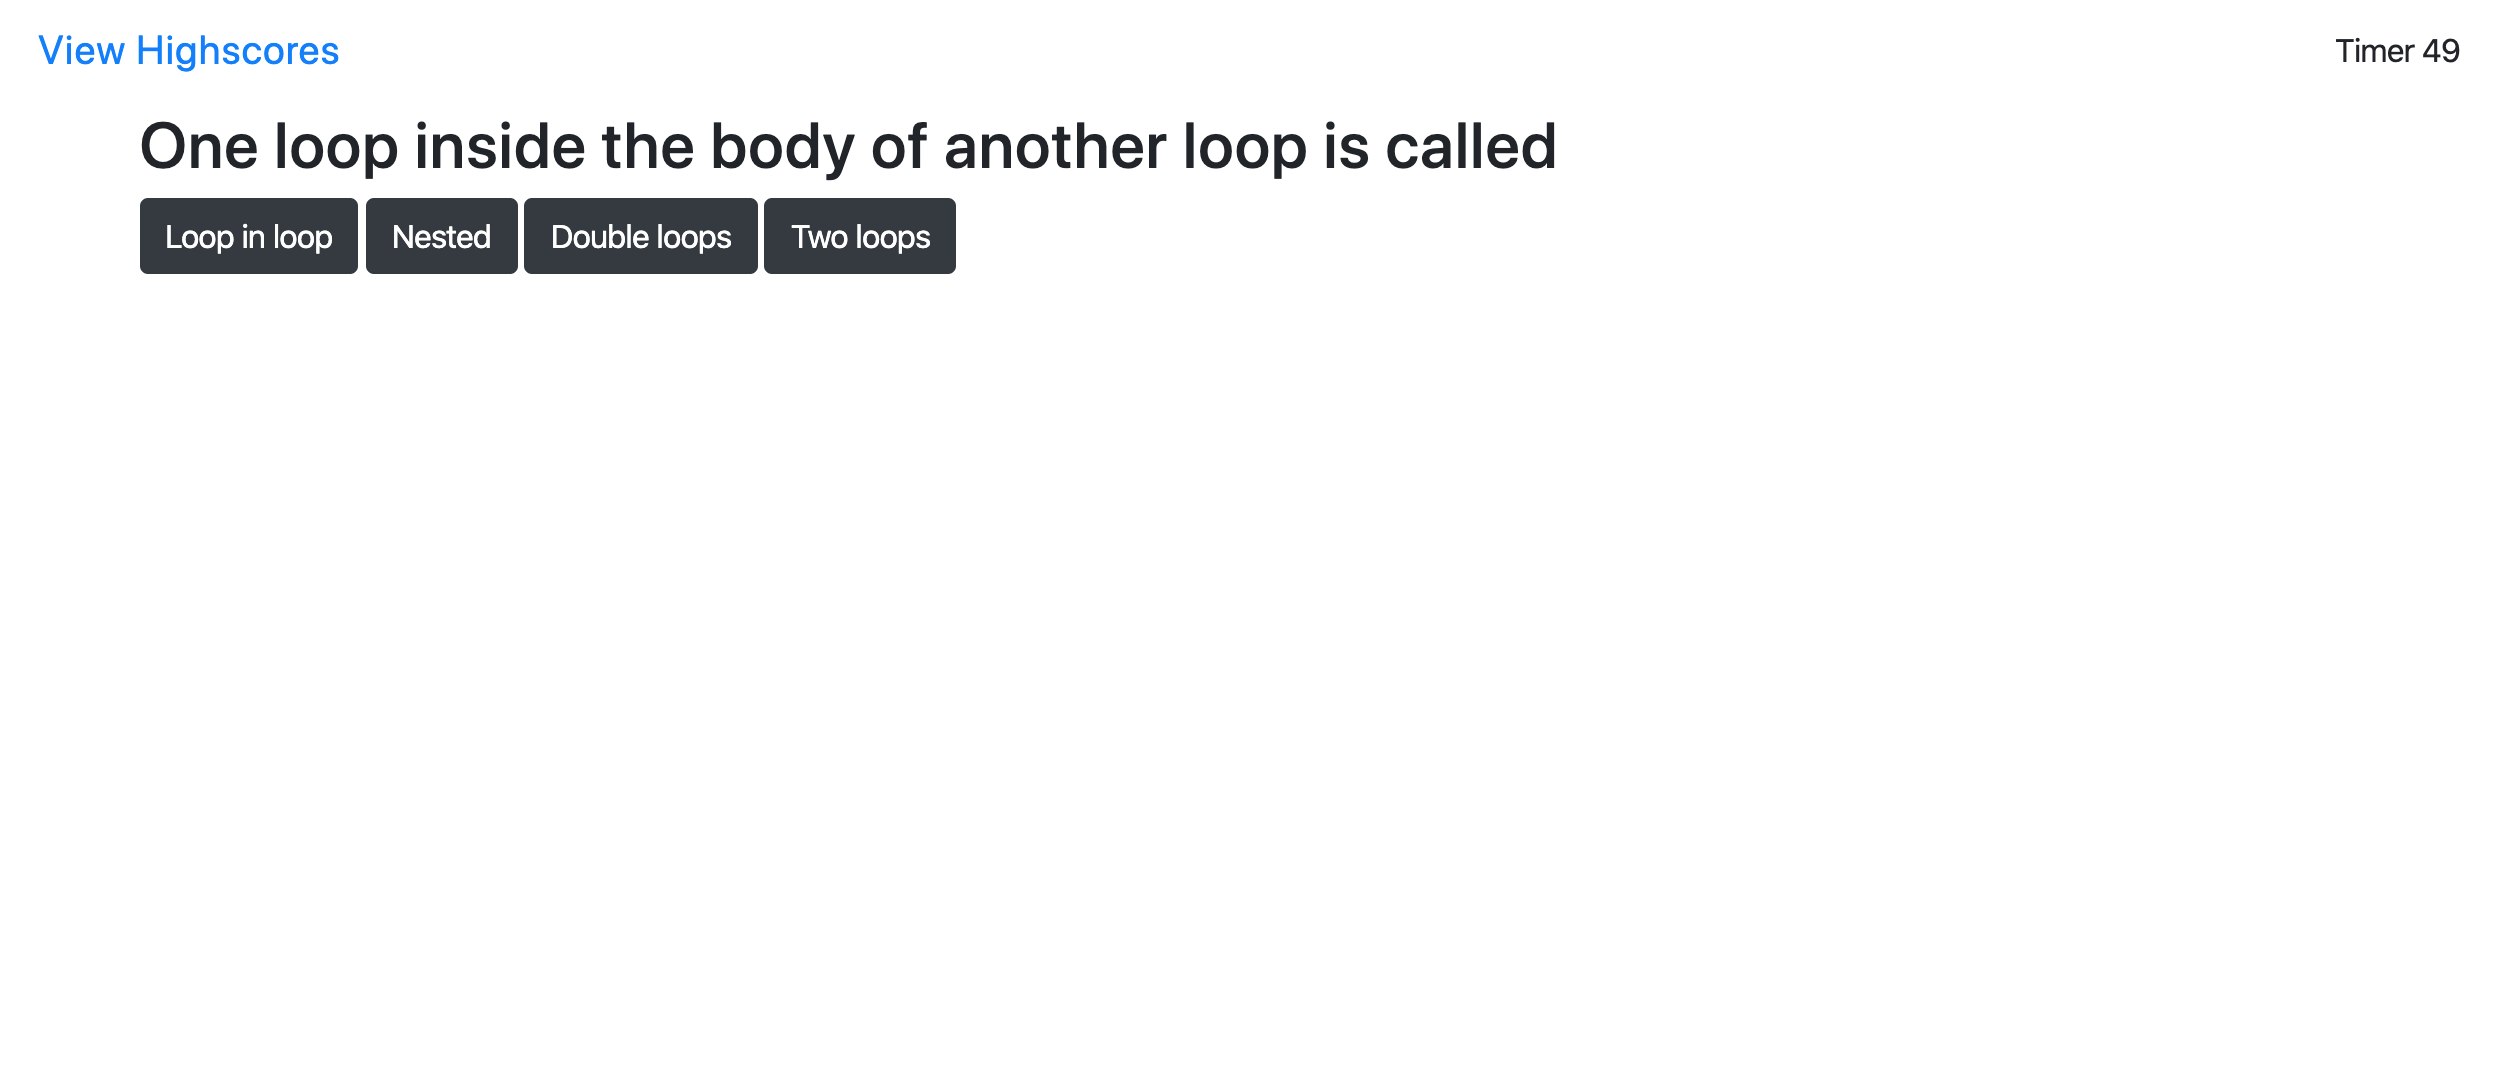 View Highscores
Timer 49
One loop inside the body of another loop is called
Loop in loop
Nested
Double loops
Two loops